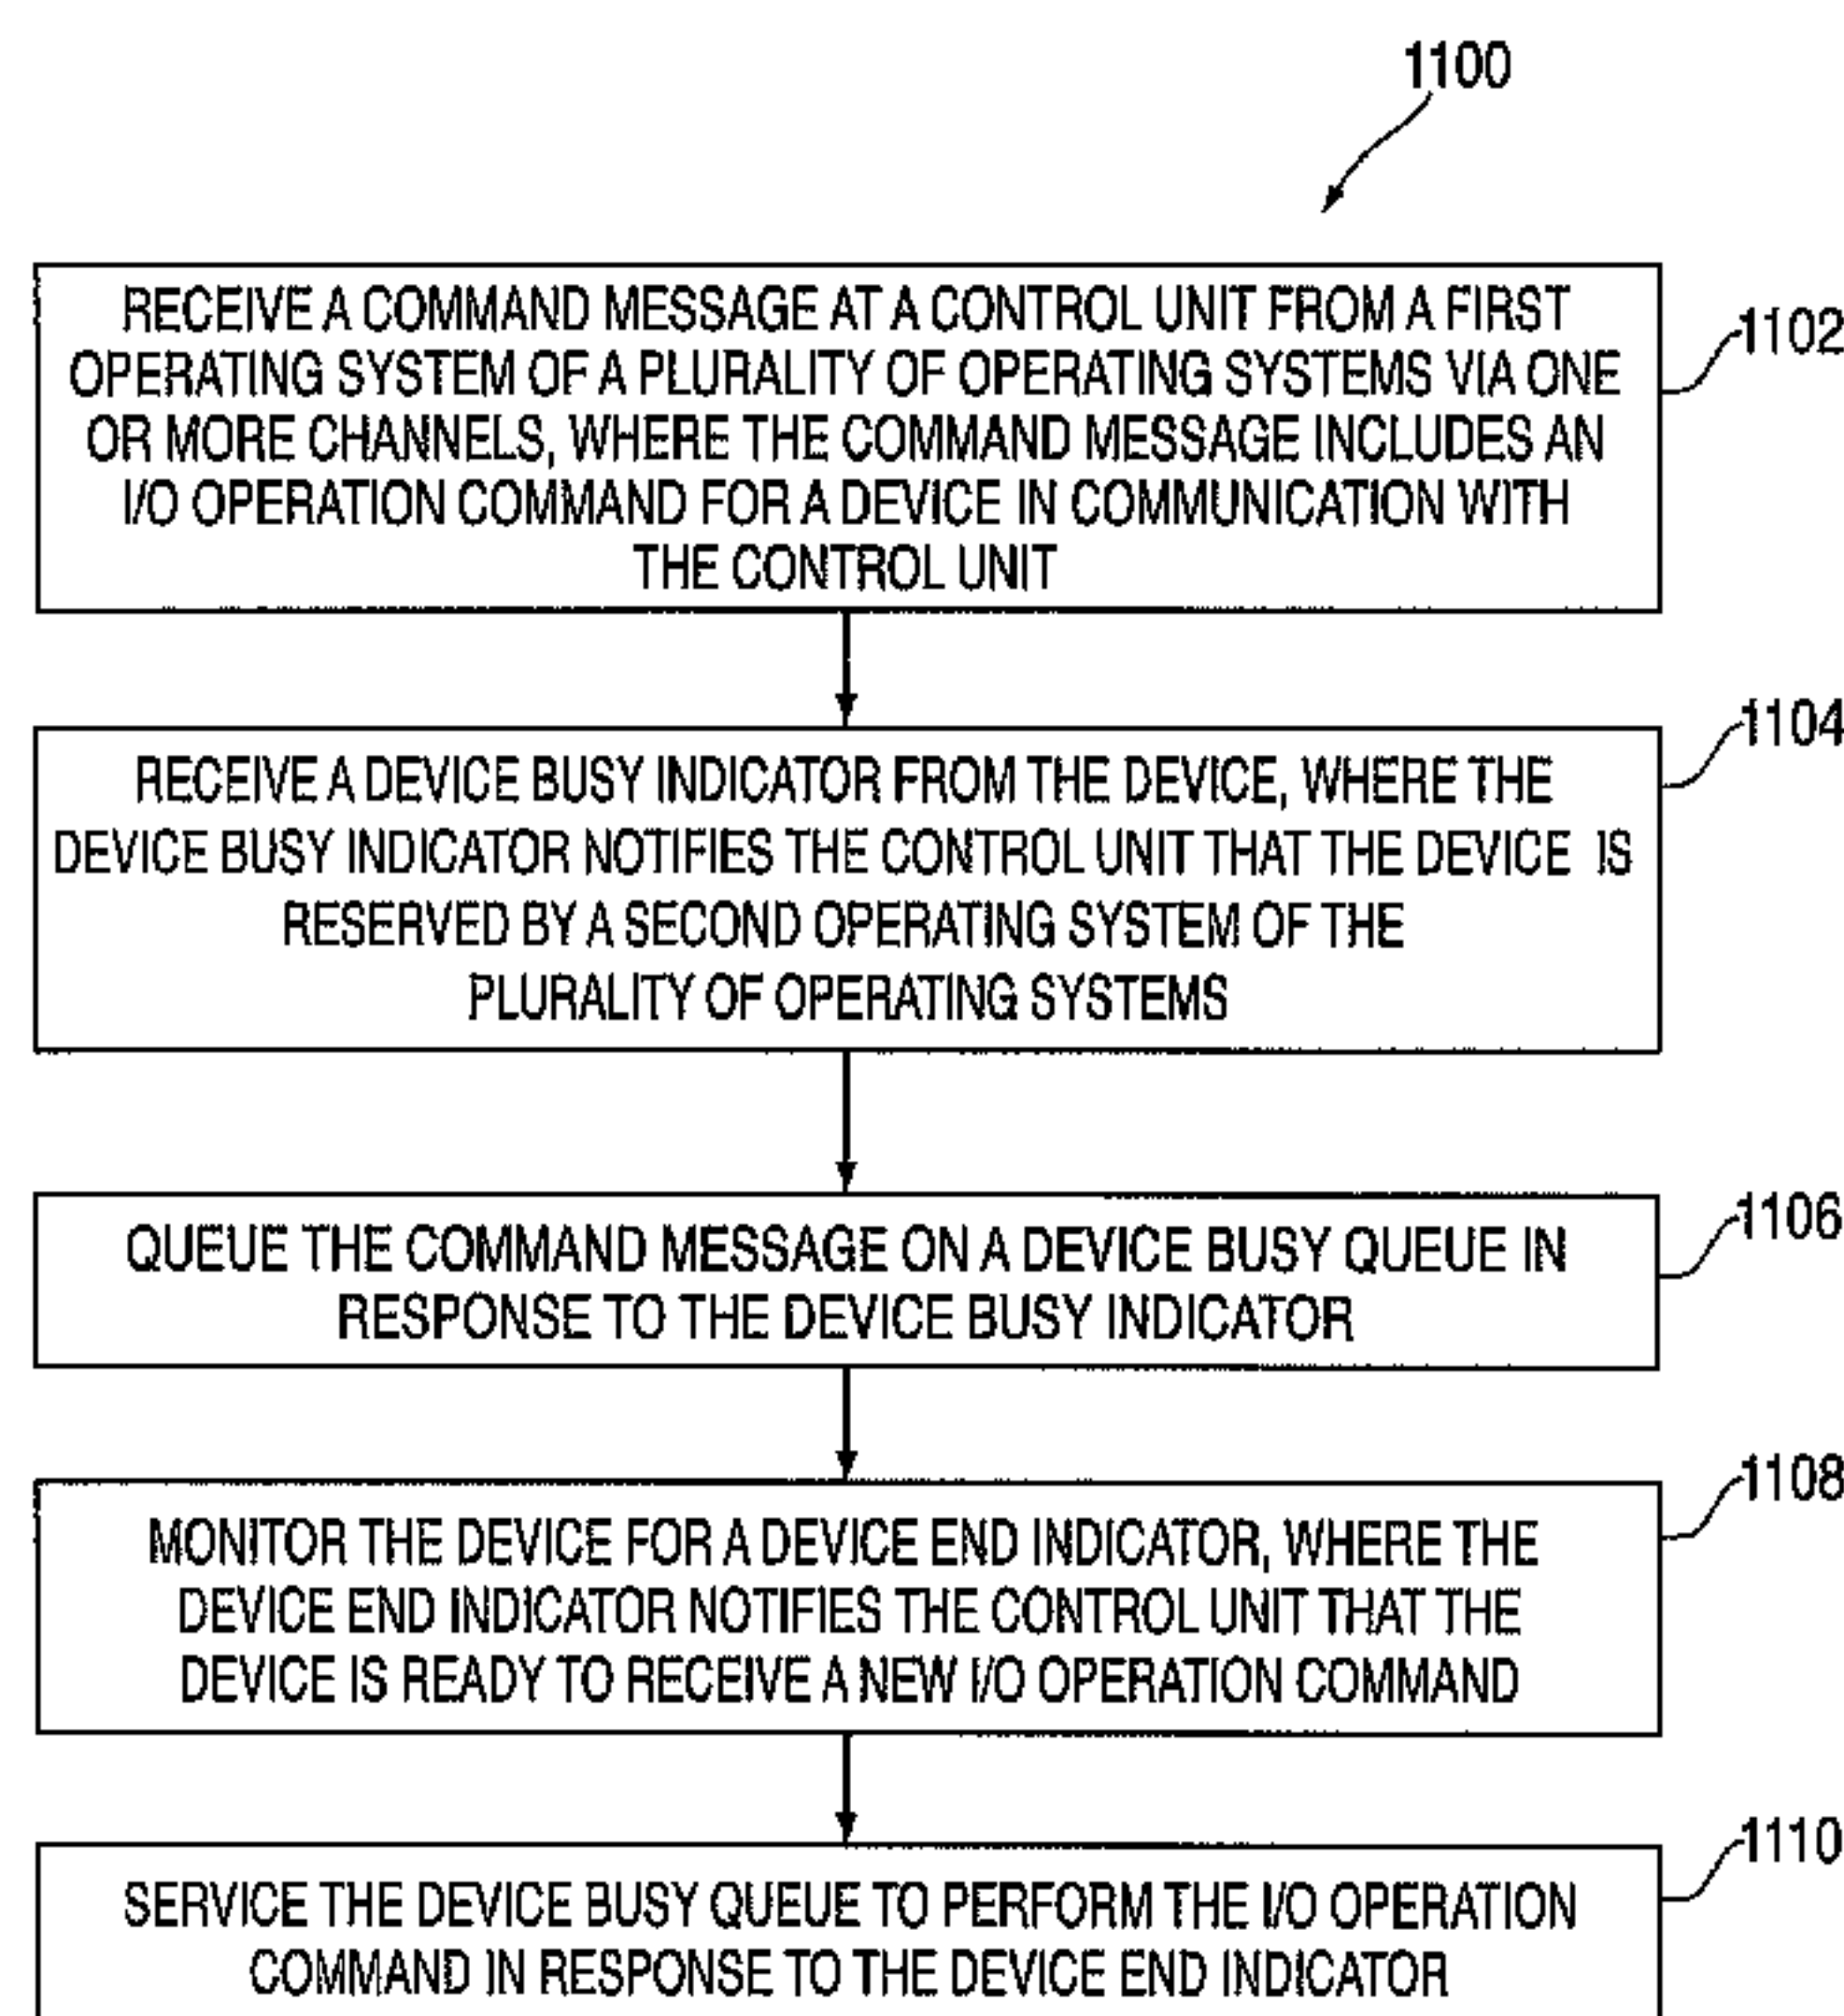 1100
RECEIVE A COMMAND MESSAGE AT A CONTROL UNIT FROM A FIRST
OPERATING SYSTEM OF A PLURALITY OF OPERATING SYSTEMS VIA ONE
OR MORE CHANNELS, WHERE THE COMMAND MESSAGE INCLUDES AN
I/O OPERATION COMMAND FOR A DEVICE IN COMMUNICATION WITH
THE CONTROL UNIT
1102
RECEIVE A DEVICE BUSY INDICATOR FROM THE DEVICE, WHERE THE
DEVICE BUSY INDICATOR NOTIFIES THE CONTROL UNIT THAT THE DEVICE IS
RESERVED BY A SECOND OPERATING SYSTEM OF THE
PLURALITY OF OPERATING SYSTEMS
1104
QUEUE THE COMMAND MESSAGE ON A DEVICE BUSY QUEUE IN
RESPONSE TO THE DEVICE BUSY INDICATOR
1106
MONITOR THE DEVICE FOR A DEVICE END INDICATOR, WHERE THE
DEVICE END INDICATOR NOTIFIES THE CONTROL UNIT THAT THE
DEVICE IS READY TO RECEIVE A NEW I/O OPERATION COMMAND
1108
SERVICE THE DEVICE BUSY QUEUE TO PERFORM THE I/O OPERATION
COMMAND IN RESPONSE TO THE DEVICE END INDICATOR
1110